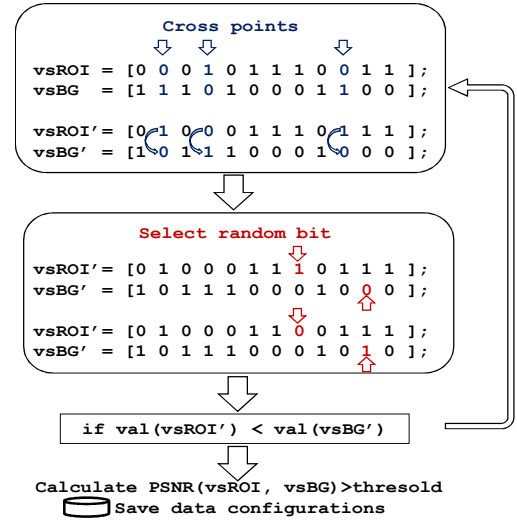 Cross points
vsROI = [0 0 0 1 0 1 1 1 0 0 1 1 ];
vsBG = [1 1 1 0 1 0 0 0 1 1 0 0 ];
vsROI'= [0 1 0 0 0 1 1 1 0 1 1 1 ];
vsBG' = [1 0 1 1 1 0 0 0 1 0 0 0 ];
Select random bit
vsROI'= [0 1 0 0 0 1 1 1 0 1 1 1 ];
vsBG' = [1 0 1 1 1 0 0 0 1 0 0 0 ];
vsROI'= [0 1 0 0 0 1 1 0 0 1 1 1 ];
vsBG' = [1 0 1 1 1 0 0 0 1 0 1 0 ];
if val(vsROI') < val(vsBG')
Calculate PSNR(vsROI, vsBG)>thresold
Save data configurations